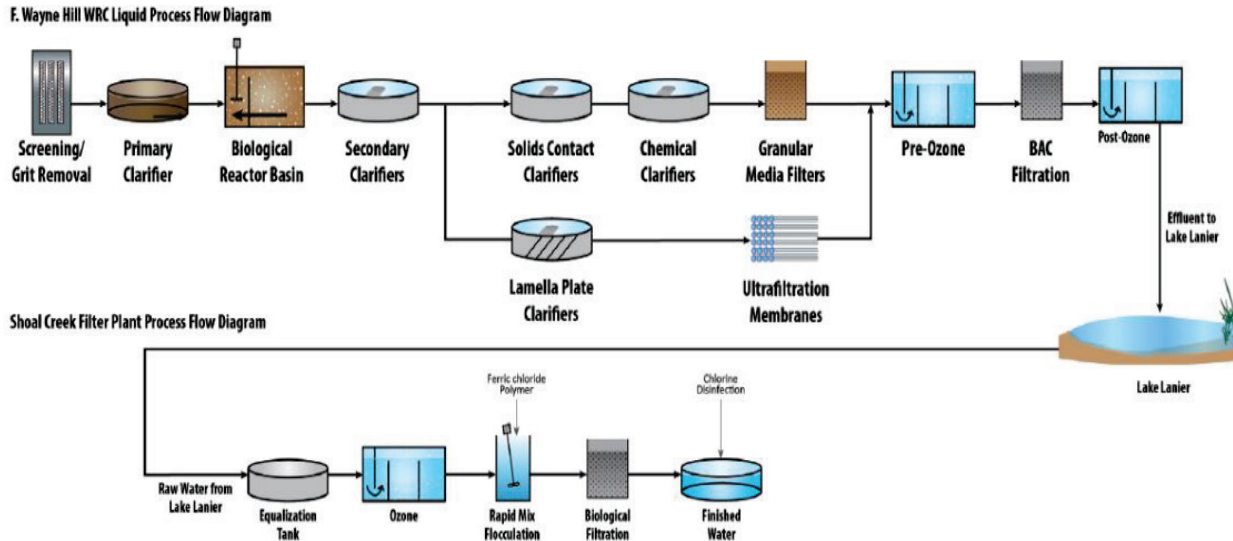 F. Wayne Hill WRC Liquid Process Flow Diagram
Screening/
Grit Removal
Primary
Clarifier
Biological
Reactor Basin
Secondary
Clarifiers
Solids Contact
Clarifiers
Chemical
Clarifiers
Granular
Media Filters
Pre-Ozone
BAC
Filtration
Post-Ozone
Effluent to
Lake Lanier
Lamella Plate
Clarifiers
Ultrafiltration
Membranes
Shoal Creek Filter Plant Process Flow Diagram
Lake Lanier
Ferric chloride
Polymer
Chlorine
Disinfection
Raw Water from
Lake Lanier
Equalization
Tank
Ozone
Rapid Mix
Flocculation
Biological
Filtration
Finished
Water